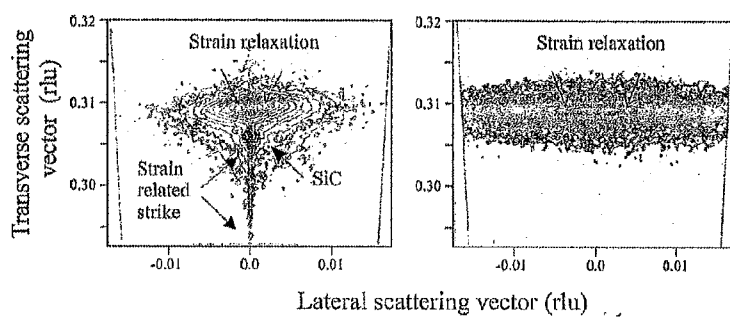 0.32
0.31
0.30
Transverse scattering
vector (rlu)
Strain relaxation
Strain
related
strike
SiC
-0.01
0.0
0.01
0.32
0.31
0.30
Strain relaxation
-0.01
0.0
0.01
Lateral scattering vector (rlu)